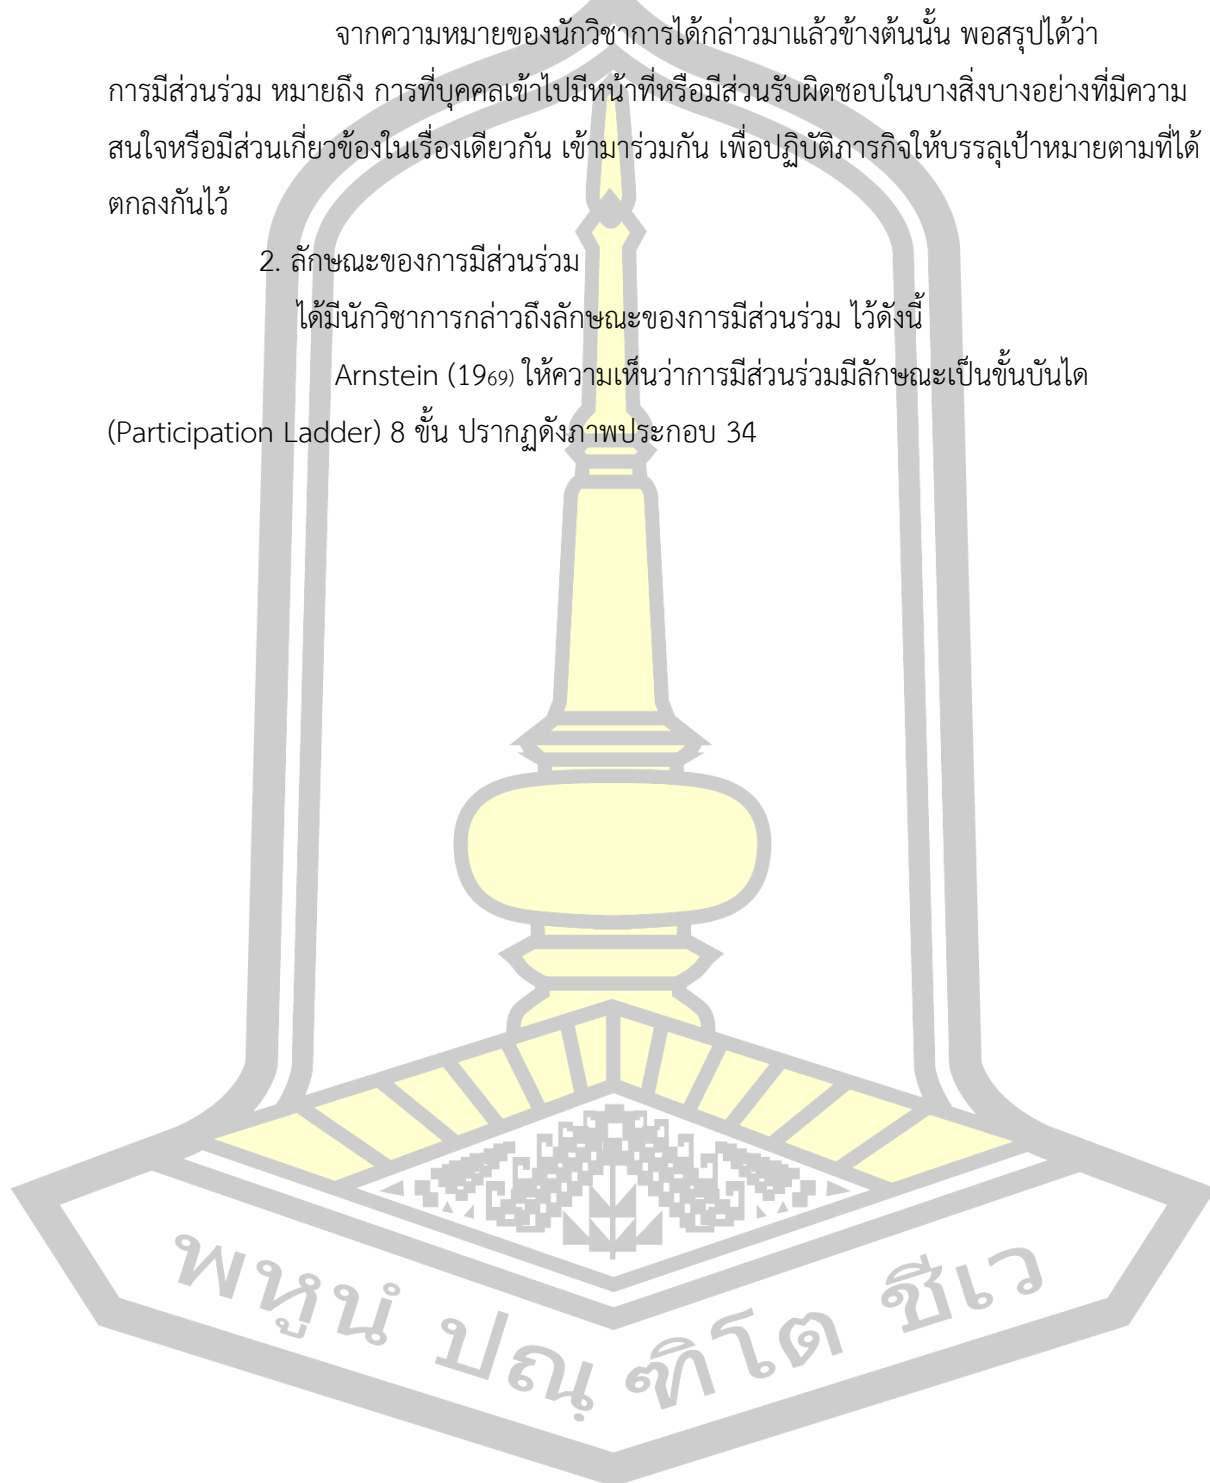 จากความหมายของนักวิชาการได้กล่าวมาแล้วข้างต้นนั้น พอสรุปได้ว่า
การมีส่วนร่วม หมายถึง การที่บุคคลเข้าไปมีหน้าที่หรือมีส่วนรับผิดชอบในบางสิ่งบางอย่างที่มีความ
สนใจหรือมีส่วนเกี่ยวข้องในเรื่องเดียวกัน เข้ามาร่วมกัน เพื่อปฏิบัติภารกิจให้บรรลุเป้าหมายตามที่ได้
ตกลงกันไว้
2. ลักษณะของการมีส่วนร่วม
ได้มีนักวิชาการกล่าวถึงลักษณะของการมีส่วนร่วม ไว้ดังนี้
Arnstein (1969) ให้ความเห็นว่าการมีส่วนร่วมมีลักษณะเป็นขั้นบันได
(Participation Ladder) 8 ขั้น ปรากฏดังภาพประกอบ 34
พหูนํ ปณฺฑิโต ชีเว